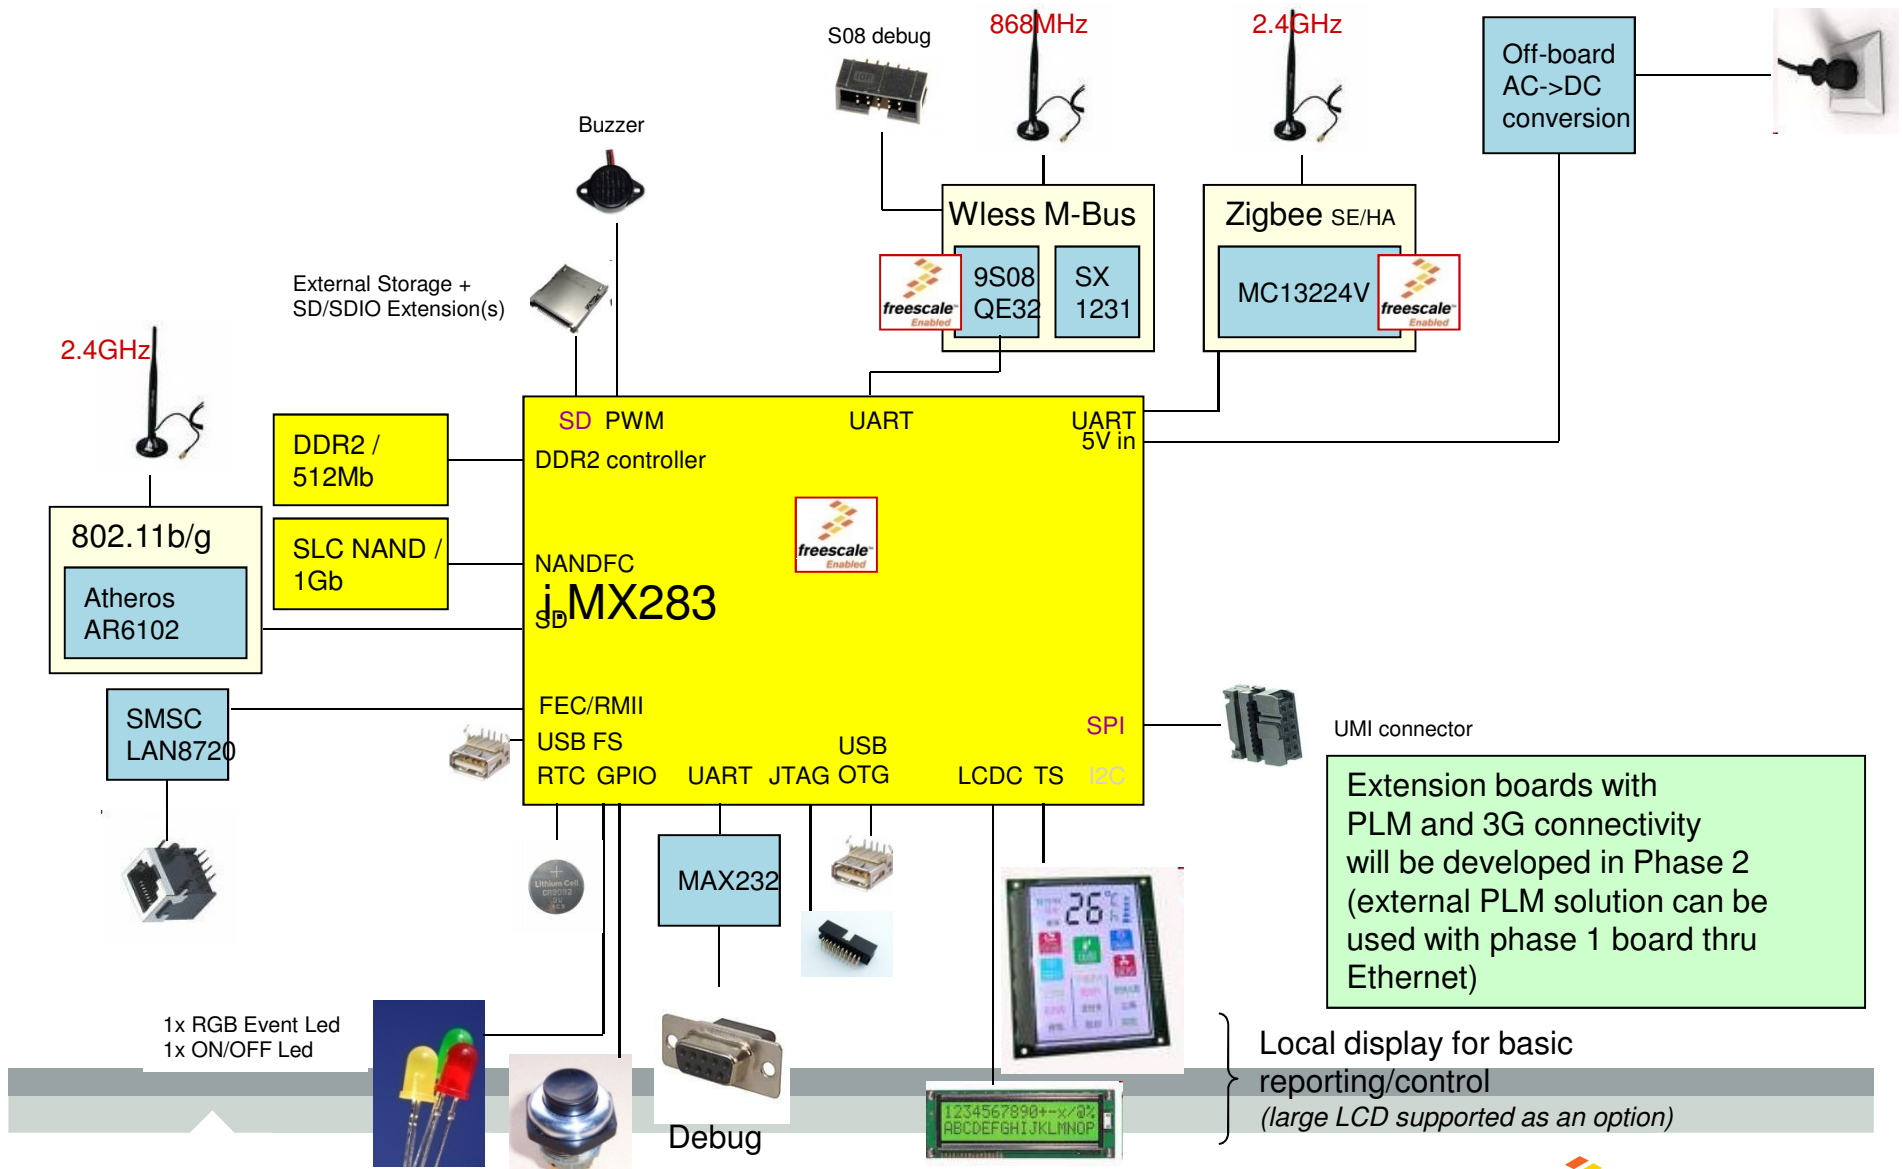 S08 debug
868MHz
2.4GHz
Off-board
AC->DC
conversion
Buzzer
Wless M-Bus
Zigbee SE/HA
freescale™
Enabled
9S08
QE32
SX
1231
MC13224V
freescale™
Enabled
External Storage +
SD/SDIO Extension(s)
2.4GHz
SD PWM
UART
UART
5V in
DDR2 /
512Mb
DDR2 controller
802.11b/g
Atheros
AR6102
SLC NAND /
1Gb
NANDFC
freescale™
Enabled
i.MX283
SD
SMSC
LAN8720
FEC/RMII
USB FS
RTC GPIO
UART
JTAG
USB
OTG
LCDC TS
SPI
I2C
UMI connector
Extension boards with
PLM and 3G connectivity
will be developed in Phase 2
(external PLM solution can be
used with phase 1 board thru
Ethernet)
Lithium Cell
MAX232
26°C
1x RGB Event Led
1x ON/OFF Led
Debug
1234567890+-×/@%
ABCDEFGHIJKLMNOP
Local display for basic
reporting/control
(large LCD supported as an option)